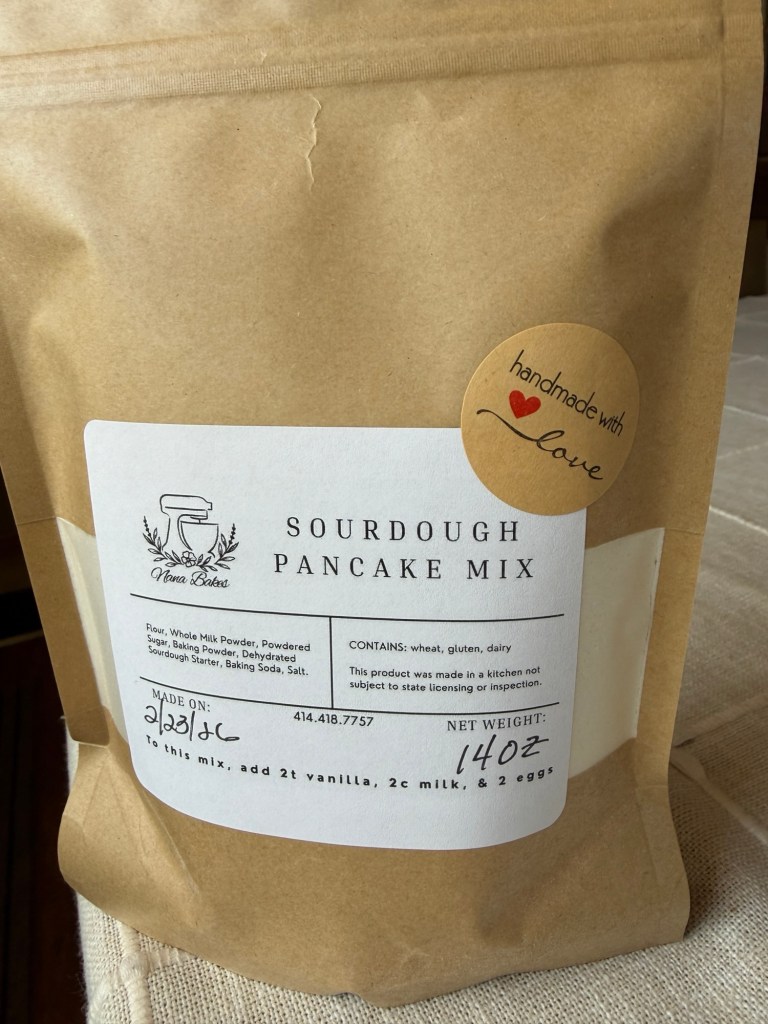 handmade with
love
SOURDOUGH
PANCAKE MIX
Nana Bakes
Flour, Whole Milk Powder, Powdered
Sugar, Baking Powder, Dehydrated
Sourdough Starter, Baking Soda, Salt.
CONTAINS: wheat, gluten, dairy
This product was made in a kitchen not
subject to state licensing or inspection.
MADE ON:
2/23/26
414.418.7757
NET WEIGHT:
14oz
To this mix, add 2t vanilla, 2c milk, & 2 eggs